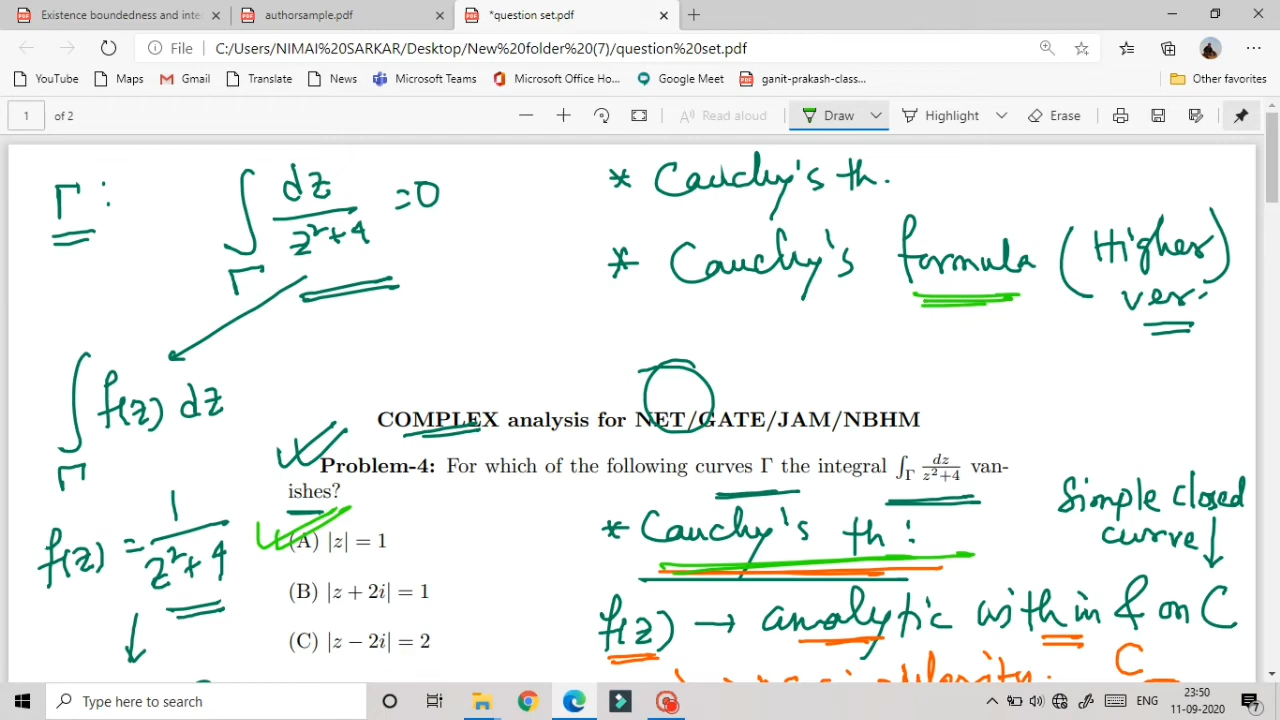 Existence boundedness and inte
authorsample.pdf
*question set.pdf
File C:/Users/NIMAI%20SARKAR/Desktop/New%20folder%20(7)/question%20set.pdf
YouTube Maps Gmail Translate News Microsoft Teams Microsoft Office Ho... Google Meet ganit-prakash-class... Other favorites
1 of 2 Read aloud Draw Highlight Erase
Γ : ∫Γ dz/z²+4 =0
* Cauchy's th.
* Cauchy's formula (Higher ver.)
∫Γ f(z) dz
COMPLEX analysis for NET/GATE/JAM/NBHM
Problem-4: For which of the following curves Γ the integral ∫Γ dz/z²+4 van-
ishes?
(A) |z| = 1
(B) |z + 2i| = 1
(C) |z − 2i| = 2
f(z) = 1/z²+4
* Cauchy's th :
Simple closed
curve
f(z) → analytic within & on C
C
Type here to search
ENG
23:50
11-09-2020
7